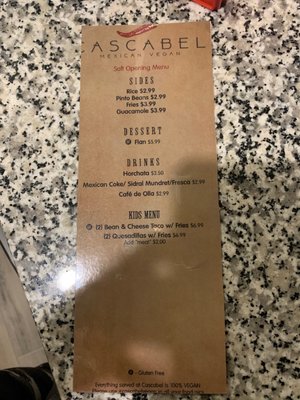 ASCABEL
MEXICAN VEGAN
Soft Opening Menu
SIDES
Rice $2.99
Pinto Beans $2.99
Fries $3.99
Guacamole $3.99
DESSERT
Flan $5.99
DRINKS
Horchata $3.50
Mexican Coke/ Sidral Mundret/Fresca $2.99
Café do Olla $2.99
KIDS MENU
(2) Bean & Cheese Taco w/ Fries $6.99
(2) Quesadillas w/ Fries $6.99
Add "meat" $2.00
- Gluten Free
Everything served at Cascabel is 100% VEGAN